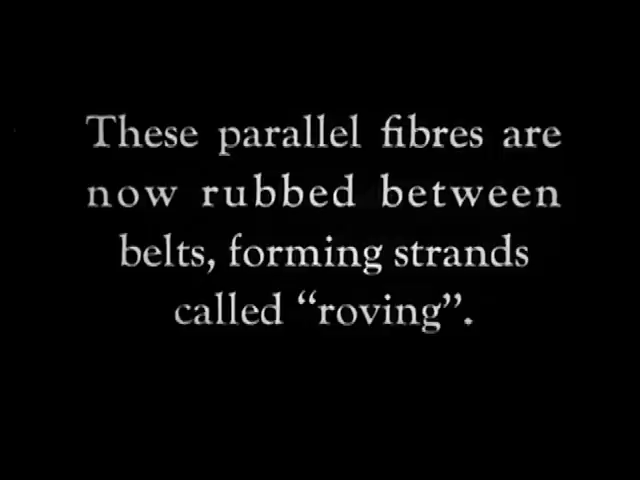 These parallel fibres are
now rubbed between
belts, forming strands
called “roving”.